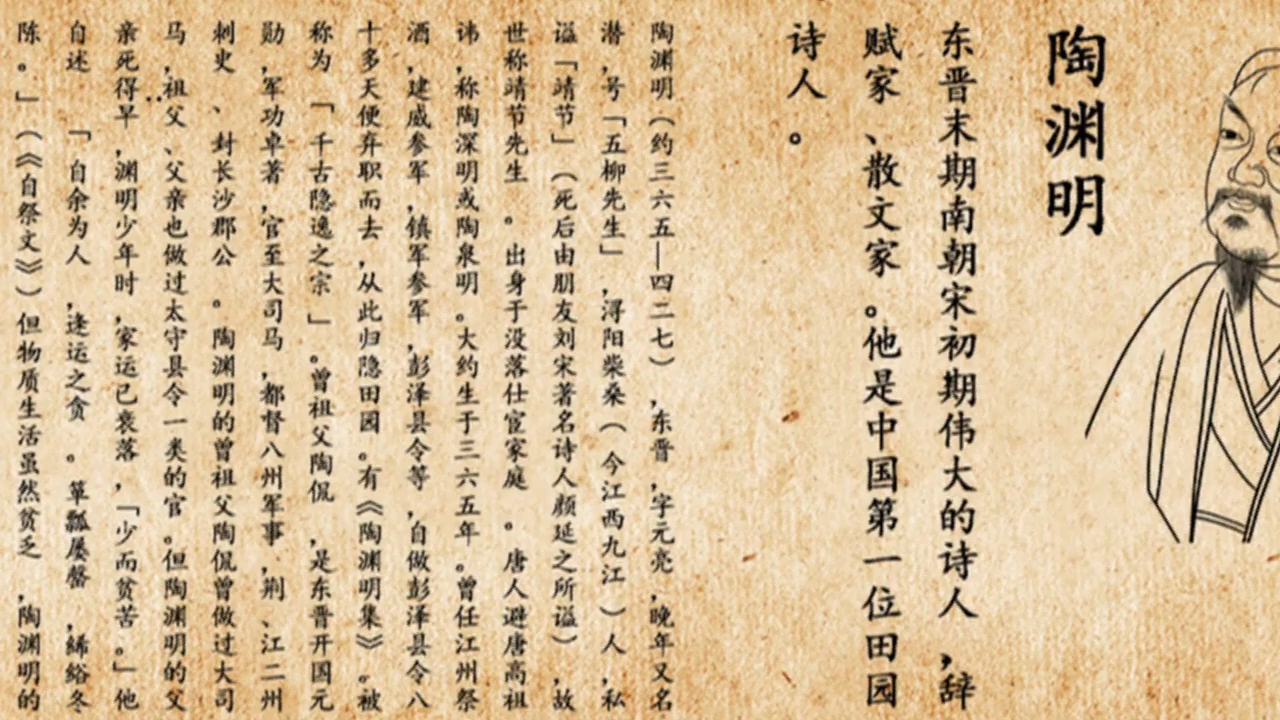 陶渊明
东晋末期南朝宋初期伟大的诗人，辞
赋家、散文家。他是中国第一位田园
诗人。
陶渊明（约三六五—四二七），东晋，字元亮，晚年又名
潜，号「五柳先生」，浔阳柴桑（今江西九江）人，私
谥「靖节」（死后由朋友刘宋著名诗人颜延之所谥），故
世称靖节先生。出身于没落仕宦家庭。唐人避唐高祖
讳，称陶深明或陶泉明。大约生于三六五年。曾任江州祭
酒，建威参军，镇军参军，彭泽县令等，自做彭泽县令八
十多天便弃职而去，从此归隐田园。有《陶渊明集》。被
称为「千古隐逸之宗」。曾祖父陶侃，是东晋开国元
勋，军功卓著，官至大司马，都督八州军事，荆、江二州
刺史、封长沙郡公。陶渊明的曾祖父陶侃曾做过大司
马，祖父、父亲也做过太守县令一类的官。但陶渊明的父
亲死得早，渊明少年时，家运已衰落，「少而贫苦。」他
自述「自余为人，逢运之贪。箪瓢屡罄，絺绤冬
陈。」（《自祭文》）但物质生活虽然贫乏，陶渊明的